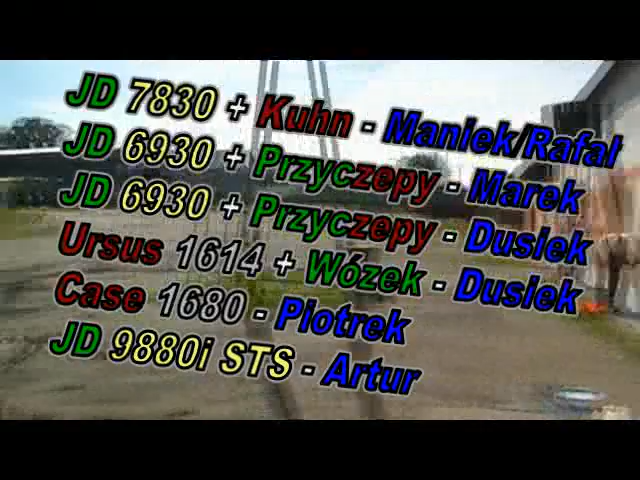 JD 7830 + Kuhn - Maniek/Rafał
JD 6930 + Przyczepy - Marek
JD 6930 + Przyczepy - Dusiek
Ursus 1614 + Wózek - Dusiek
Case 1680 - Piotrek
JD 9880i STS - Artur